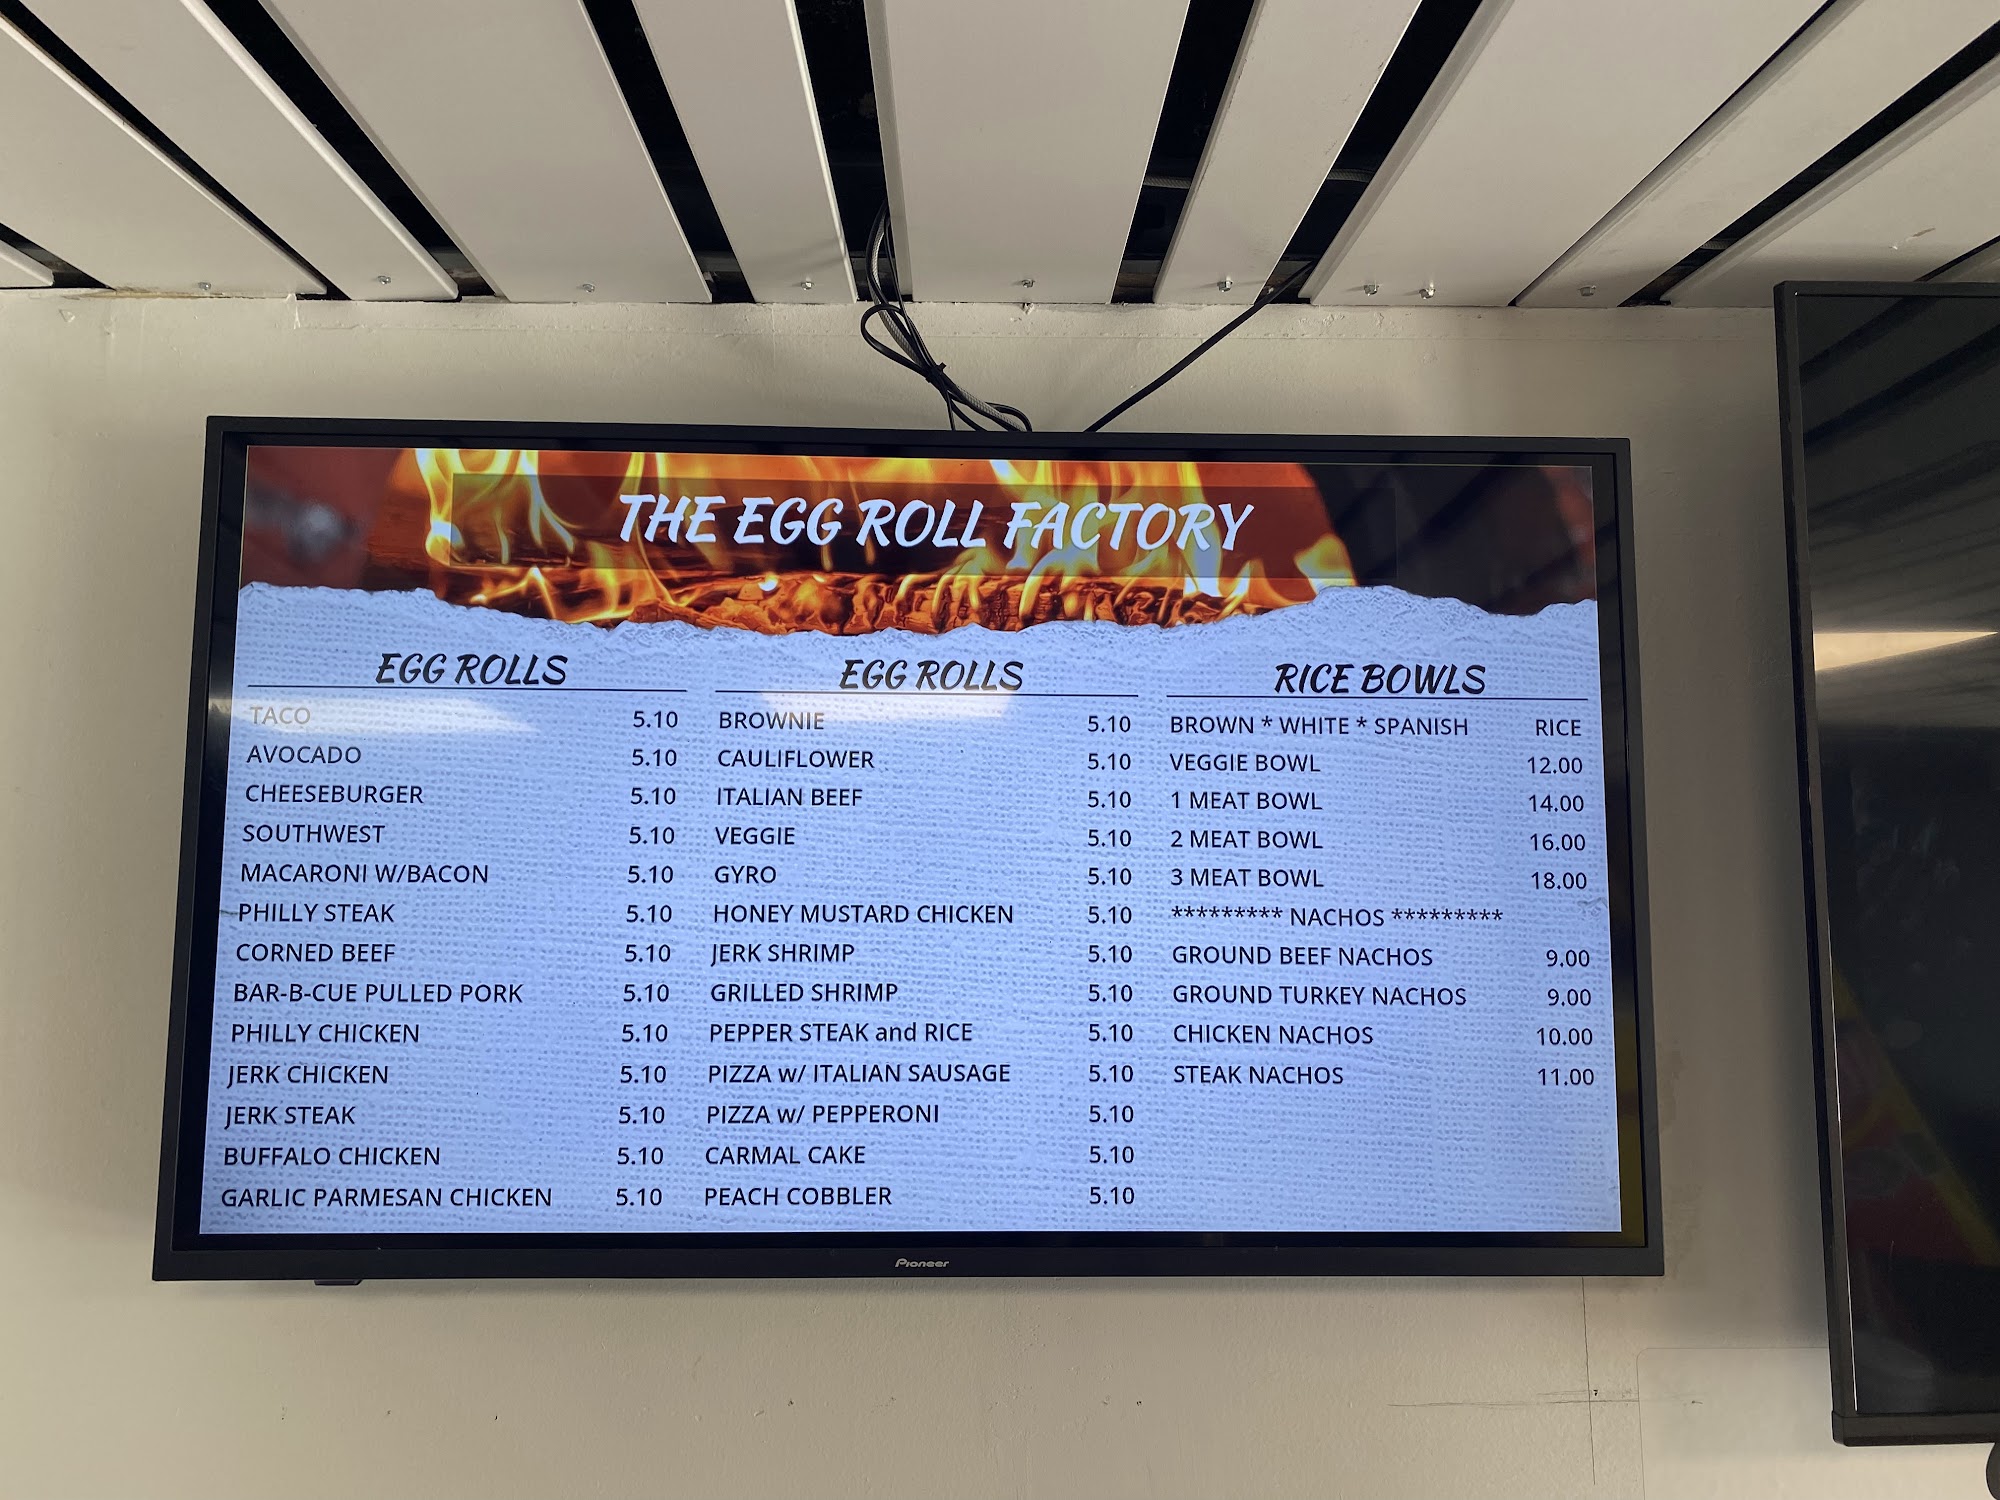 THE EGG ROLL FACTORY
EGG ROLLS
TACO 5.10
AVOCADO 5.10
CHEESEBURGER 5.10
SOUTHWEST 5.10
MACARONI W/BACON 5.10
PHILLY STEAK 5.10
CORNED BEEF 5.10
BAR-B-CUE PULLED PORK 5.10
PHILLY CHICKEN 5.10
JERK CHICKEN 5.10
JERK STEAK 5.10
BUFFALO CHICKEN 5.10
GARLIC PARMESAN CHICKEN 5.10
EGG ROLLS
BROWNIE 5.10
CAULIFLOWER 5.10
ITALIAN BEEF 5.10
VEGGIE 5.10
GYRO 5.10
HONEY MUSTARD CHICKEN 5.10
JERK SHRIMP 5.10
GRILLED SHRIMP 5.10
PEPPER STEAK and RICE 5.10
PIZZA w/ ITALIAN SAUSAGE 5.10
PIZZA w/ PEPPERONI 5.10
CARMAL CAKE 5.10
PEACH COBBLER 5.10
RICE BOWLS
BROWN * WHITE * SPANISH RICE
VEGGIE BOWL 12.00
1 MEAT BOWL 14.00
2 MEAT BOWL 16.00
3 MEAT BOWL 18.00
********* NACHOS *********
GROUND BEEF NACHOS 9.00
GROUND TURKEY NACHOS 9.00
CHICKEN NACHOS 10.00
STEAK NACHOS 11.00
Pioneer